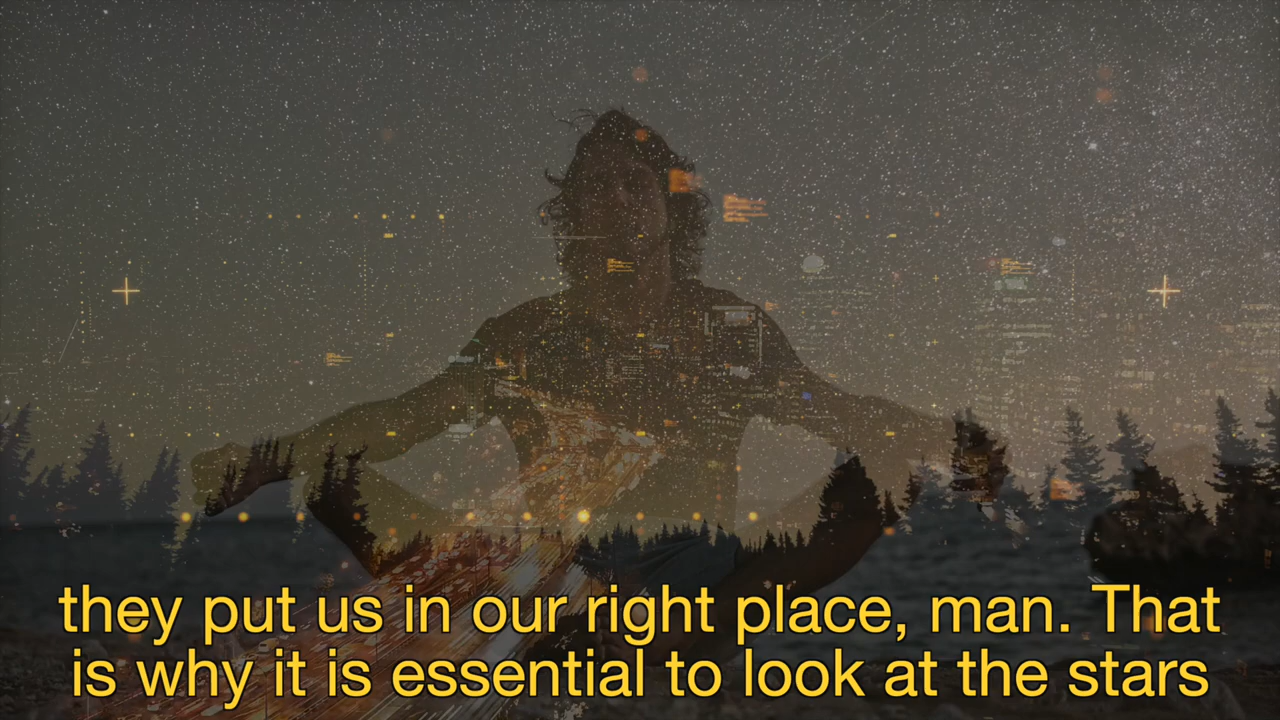 they put us in our right place, man. That
is why it is essential to look at the stars